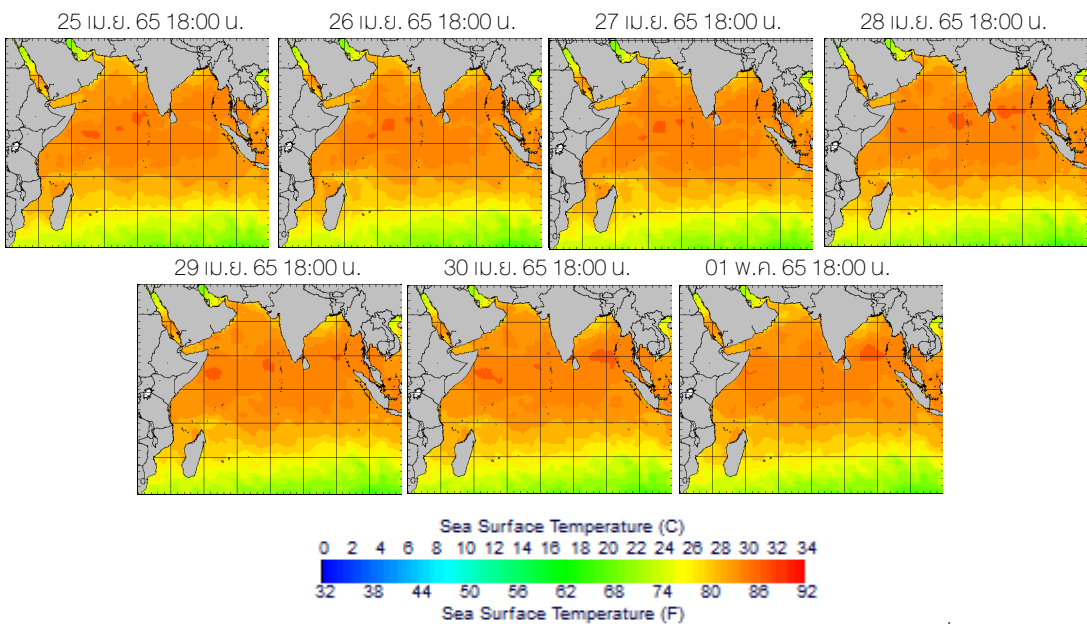 25 เม.ย. 65 18:00 น. 26 เม.ย. 65 18:00 น. 27 เม.ย. 65 18:00 น. 28 เม.ย. 65 18:00 น.
29 เม.ย. 65 18:00 น. 30 เม.ย. 65 18:00 น. 01 พ.ค. 65 18:00 น.
Sea Surface Temperature (C)
0 2 4 6 8 10 12 14 16 18 20 22 24 26 28 30 32 34
32 38 44 50 56 62 68 74 80 86 92
Sea Surface Temperature (F)